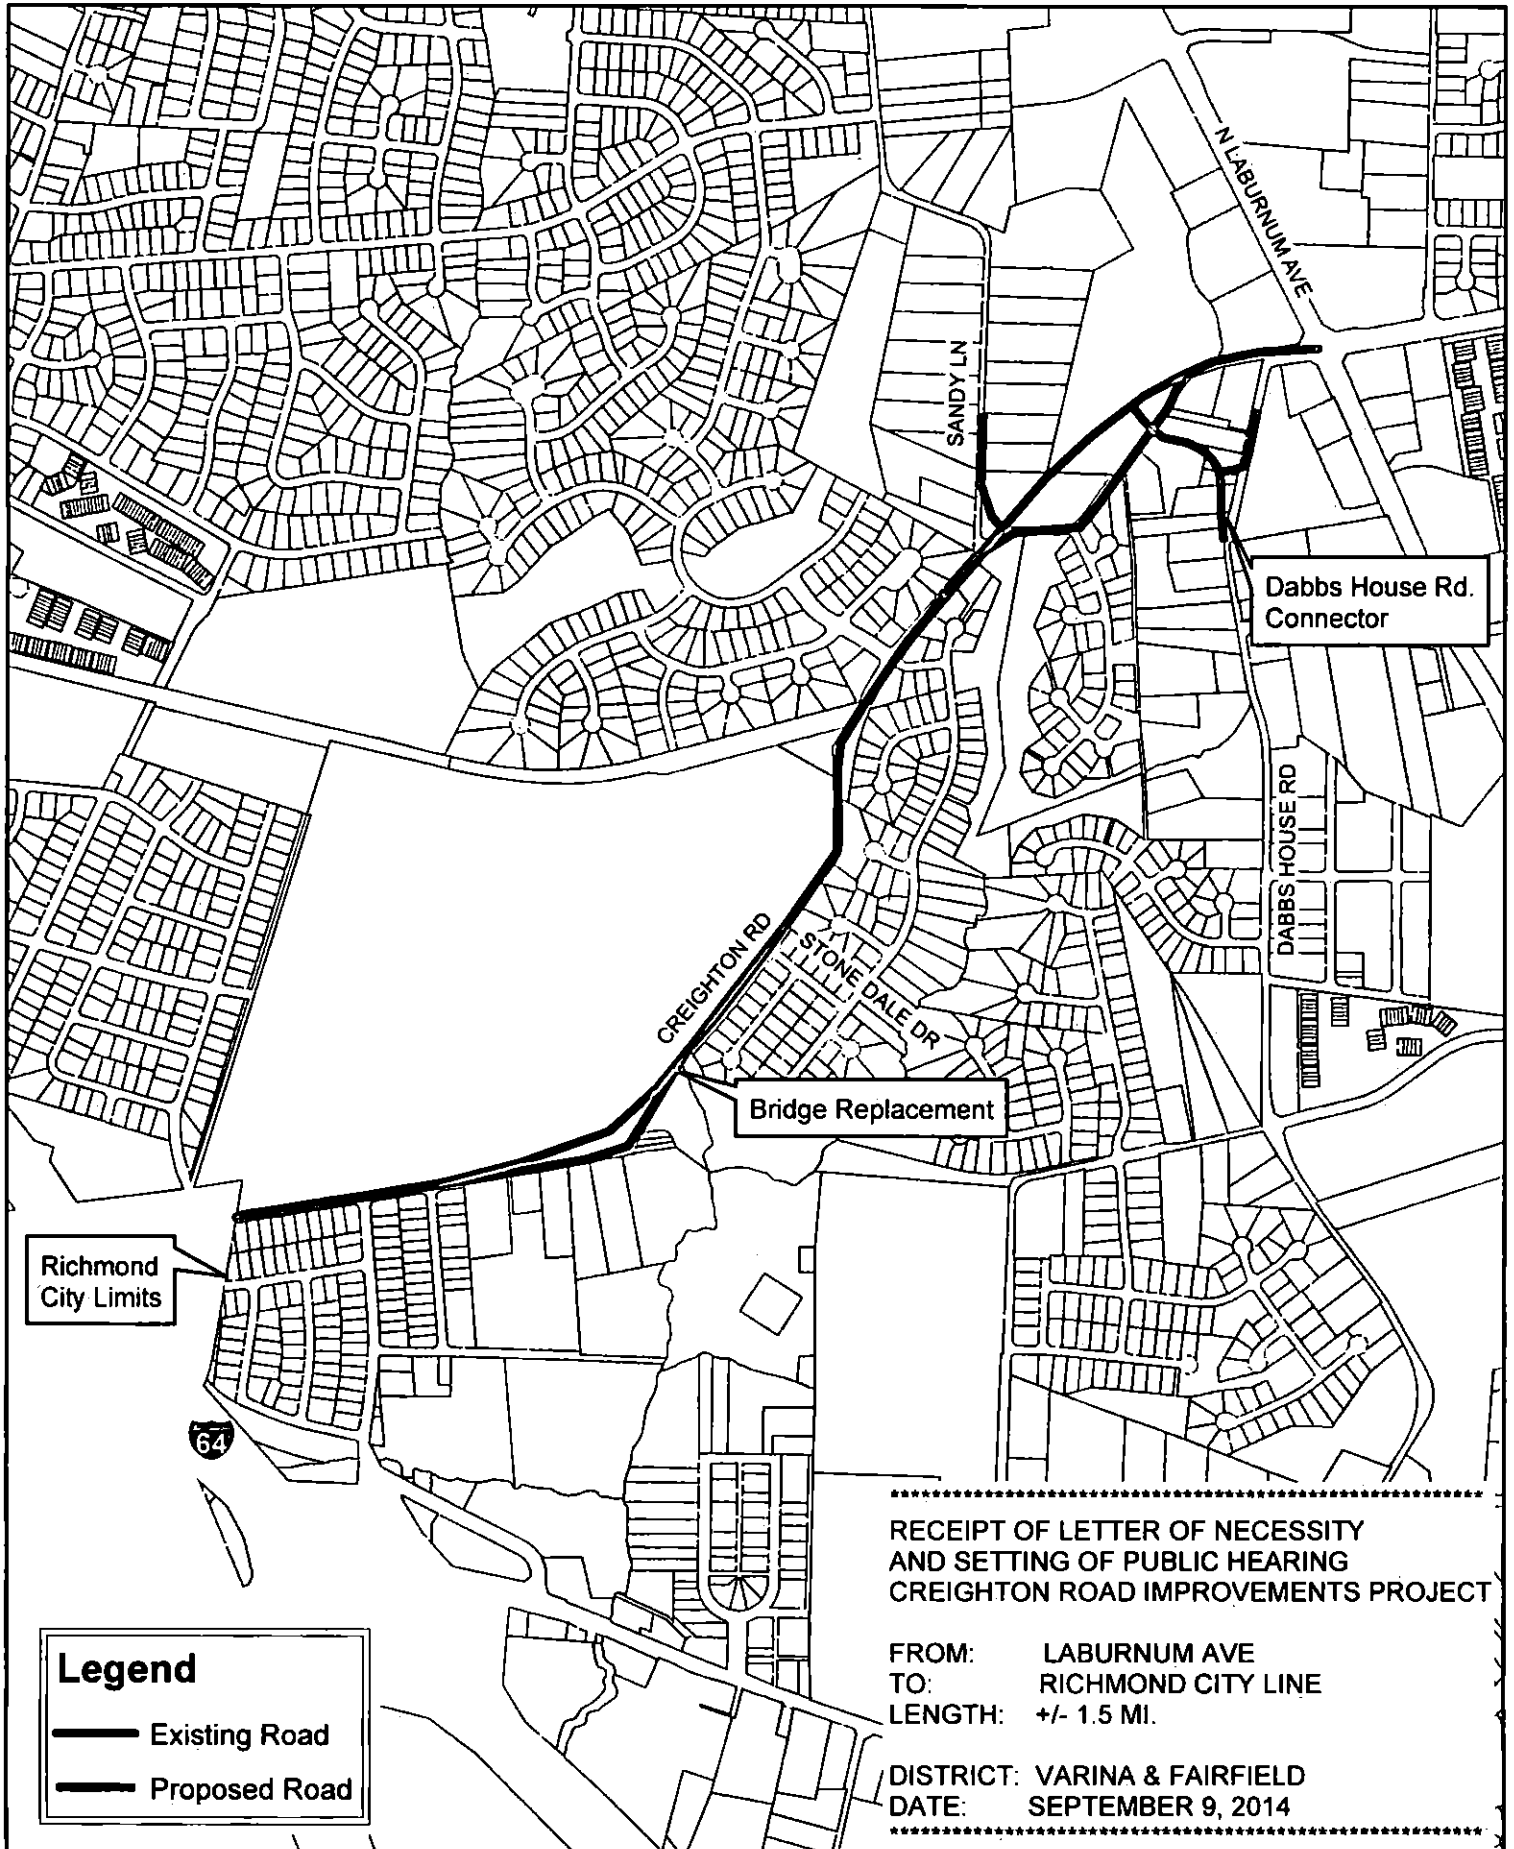 N LABURNUM AVE
SANDY LN
Dabbs House Rd.
Connector
DABBS HOUSE RD
CREIGHTON RD
STONE DALE DR
Bridge Replacement
Richmond
City Limits
64
Legend
Existing Road
Proposed Road
RECEIPT OF LETTER OF NECESSITY
AND SETTING OF PUBLIC HEARING
CREIGHTON ROAD IMPROVEMENTS PROJECT
FROM: LABURNUM AVE
TO: RICHMOND CITY LINE
LENGTH: +/- 1.5 MI.
DISTRICT: VARINA & FAIRFIELD
DATE: SEPTEMBER 9, 2014